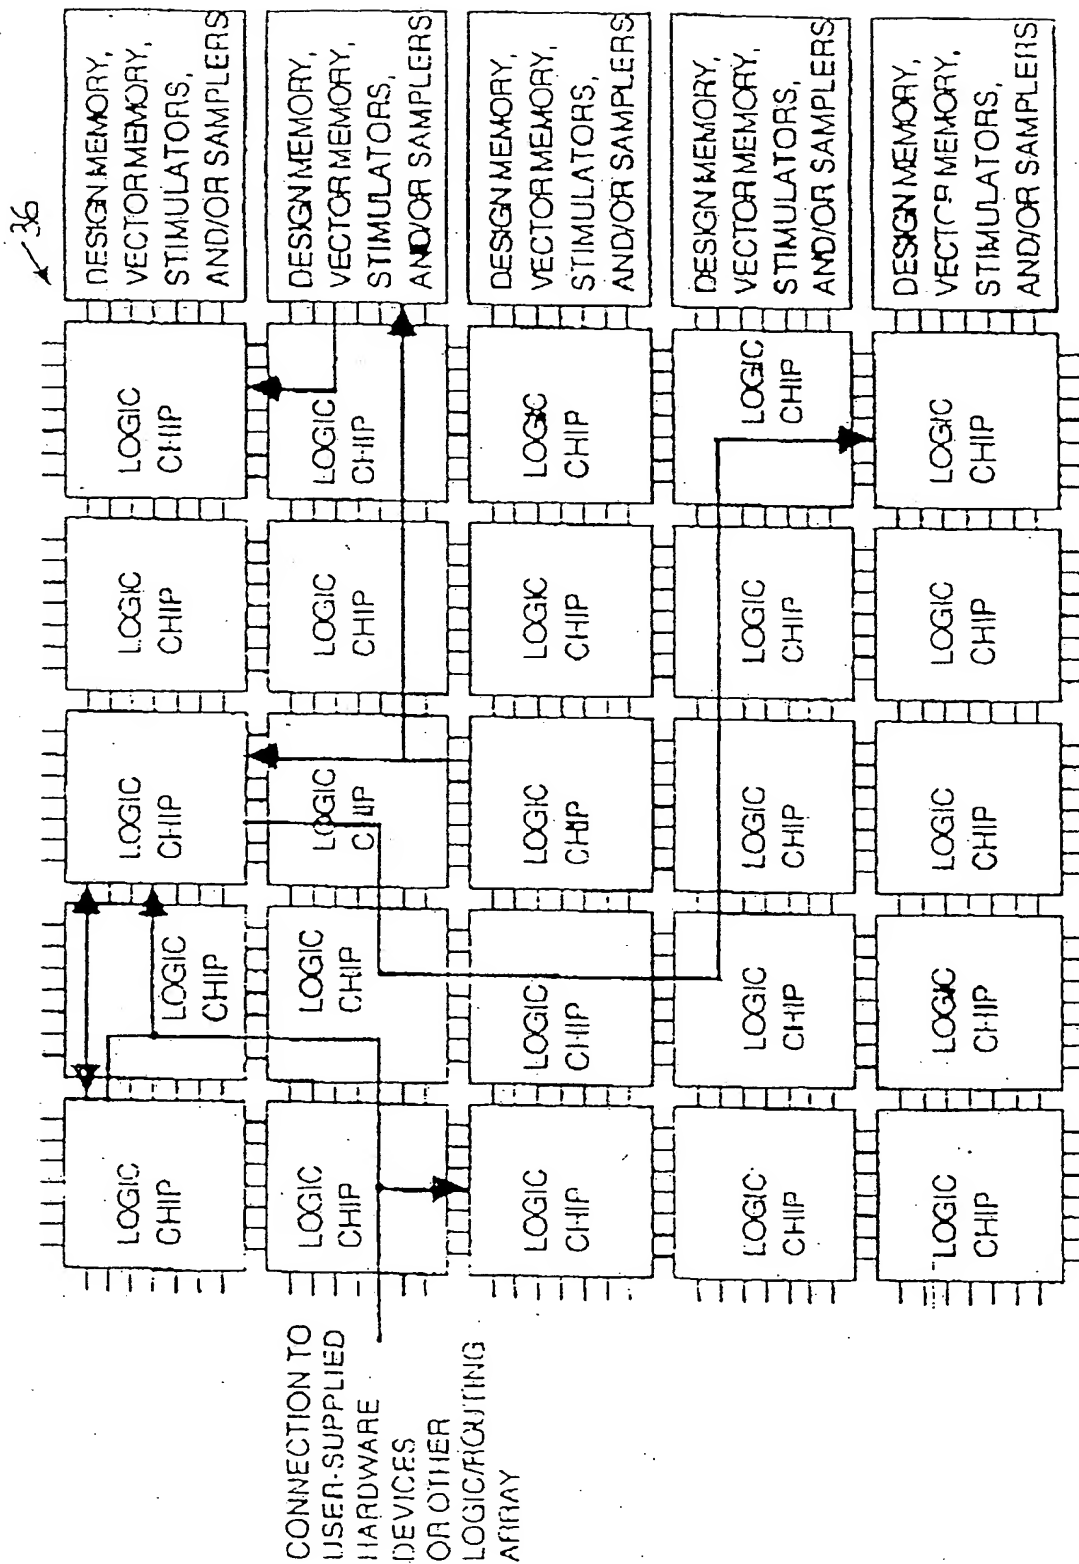 36
LOGIC
CHIP
LOGIC
CHIP
LOGIC
CHIP
LOGIC
CHIP
LOGIC
CHIP
DESIGN MEMORY,
VECTOR MEMORY,
STIMULATORS,
AND/OR SAMPLERS
CONNECTION TO
USER-SUPPLIED
HARDWARE
DEVICES
OR OTHER
LOGIC/ROUTING
ARRAY
LOGIC
CHIP
LOGIC
CHIP
LOGIC
CHIP
LOGIC
CHIP
LOGIC
CHIP
DESIGN MEMORY,
VECTOR MEMORY,
STIMULATORS,
AND/OR SAMPLERS
LOGIC
CHIP
LOGIC
CHIP
LOGIC
CHIP
LOGIC
CHIP
LOGIC
CHIP
DESIGN MEMORY,
VECTOR MEMORY,
STIMULATORS,
AND/OR SAMPLERS
LOGIC
CHIP
LOGIC
CHIP
LOGIC
CHIP
LOGIC
CHIP
LOGIC
CHIP
DESIGN MEMORY,
VECTOR MEMORY,
STIMULATORS,
AND/OR SAMPLERS
LOGIC
CHIP
LOGIC
CHIP
LOGIC
CHIP
LOGIC
CHIP
LOGIC
CHIP
DESIGN MEMORY,
VECTOR MEMORY,
STIMULATORS,
AND/OR SAMPLERS